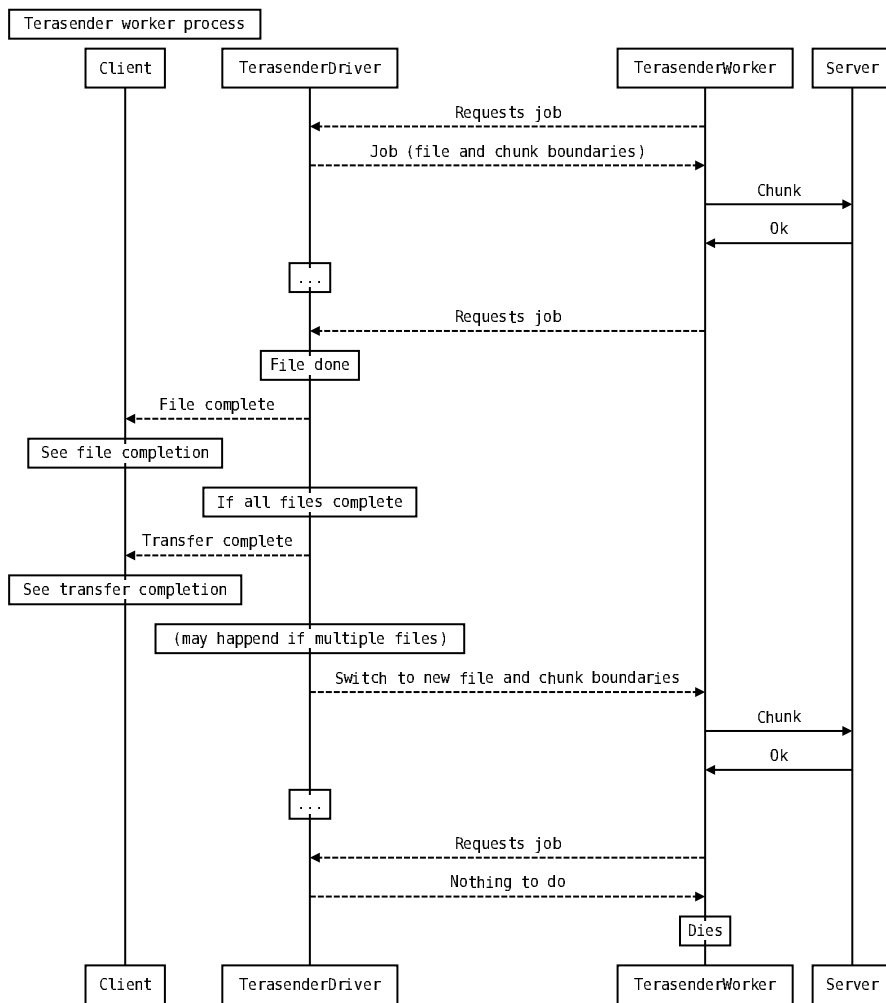 Terasender worker process
Client
TerasenderDriver
TerasenderWorker
Server
Requests job
Job (file and chunk boundaries)
Chunk
Ok
...
Requests job
File done
File complete
See file completion
If all files complete
Transfer complete
See transfer completion
(may happend if multiple files)
Switch to new file and chunk boundaries
Chunk
Ok
...
Requests job
Nothing to do
Dies
Client
TerasenderDriver
TerasenderWorker
Server